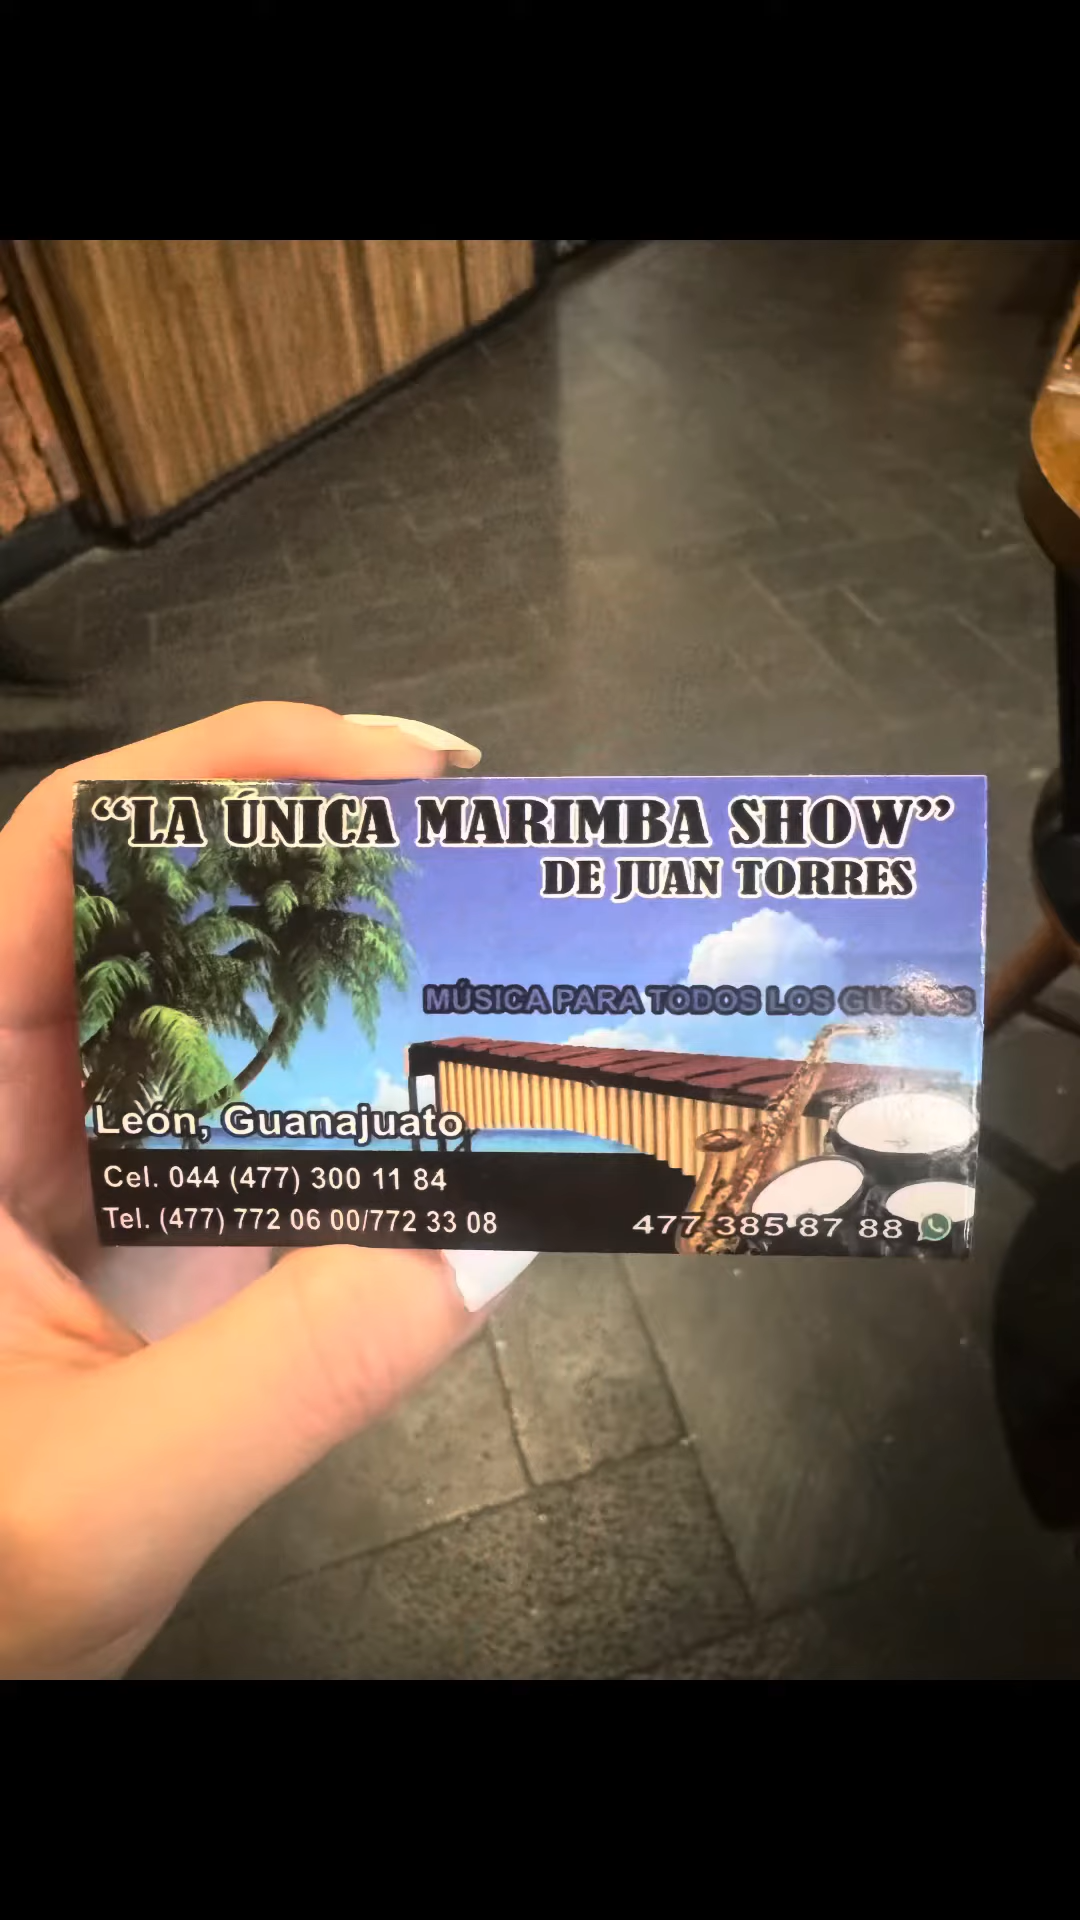 “LA ÚNICA MARIMBA SHOW”
DE JUAN TORRES
MÚSICA PARA TODOS LOS GUSTOS
León, Guanajuato
Cel. 044 (477) 300 11 84
Tel. (477) 772 06 00/772 33 08
477 385 87 88